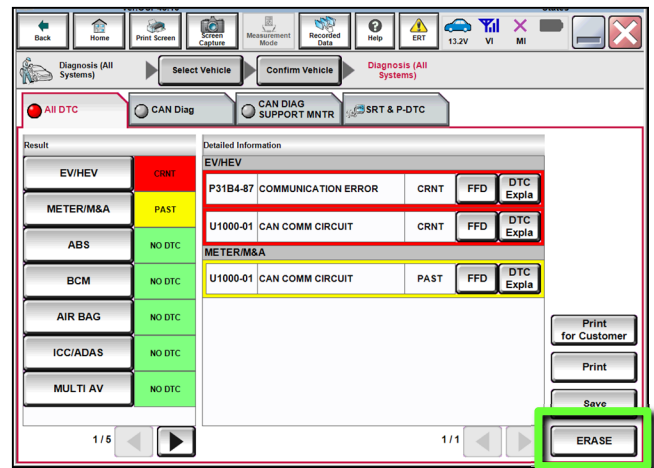 Back
Home
Print Screen
Screen
Capture
Measurement
Mode
Recorded
Data
Help
ERT
13.2V
VI
MI
Diagnosis (All
Systems)
Select Vehicle
Confirm Vehicle
Diagnosis (All
Systems)
All DTC
CAN Diag
CAN DIAG
SUPPORT MNTR
SRT & P-DTC
Result
EV/HEV CRNT
METER/M&A PAST
ABS NO DTC
BCM NO DTC
AIR BAG NO DTC
ICC/ADAS NO DTC
MULTI AV NO DTC
1/5
Detailed Information
EV/HEV
P31B4-87 COMMUNICATION ERROR CRNT FFD DTC
Expla
U1000-01 CAN COMM CIRCUIT CRNT FFD DTC
Expla
METER/M&A
U1000-01 CAN COMM CIRCUIT PAST FFD DTC
Expla
1/1
Print
for Customer
Print
Save
ERASE